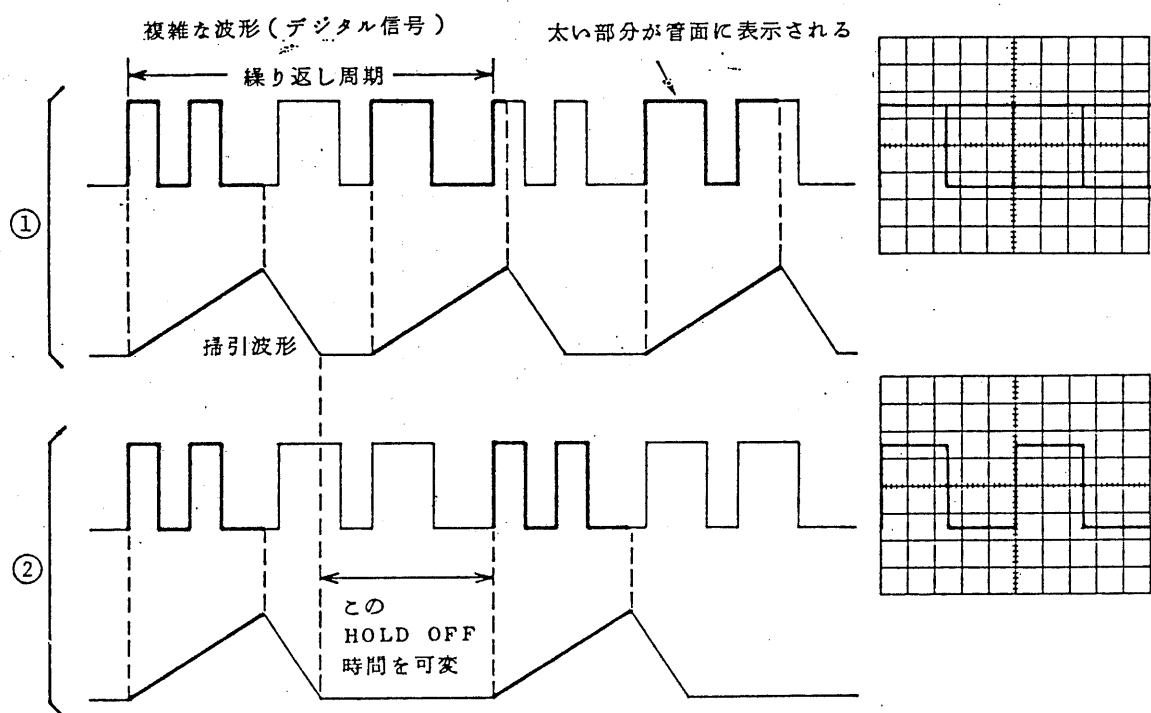 複雑な波形(デジタル信号)
太い部分が管面に表示される
繰り返し周期
①
掃引波形
②
この
HOLD OFF
時間を可変